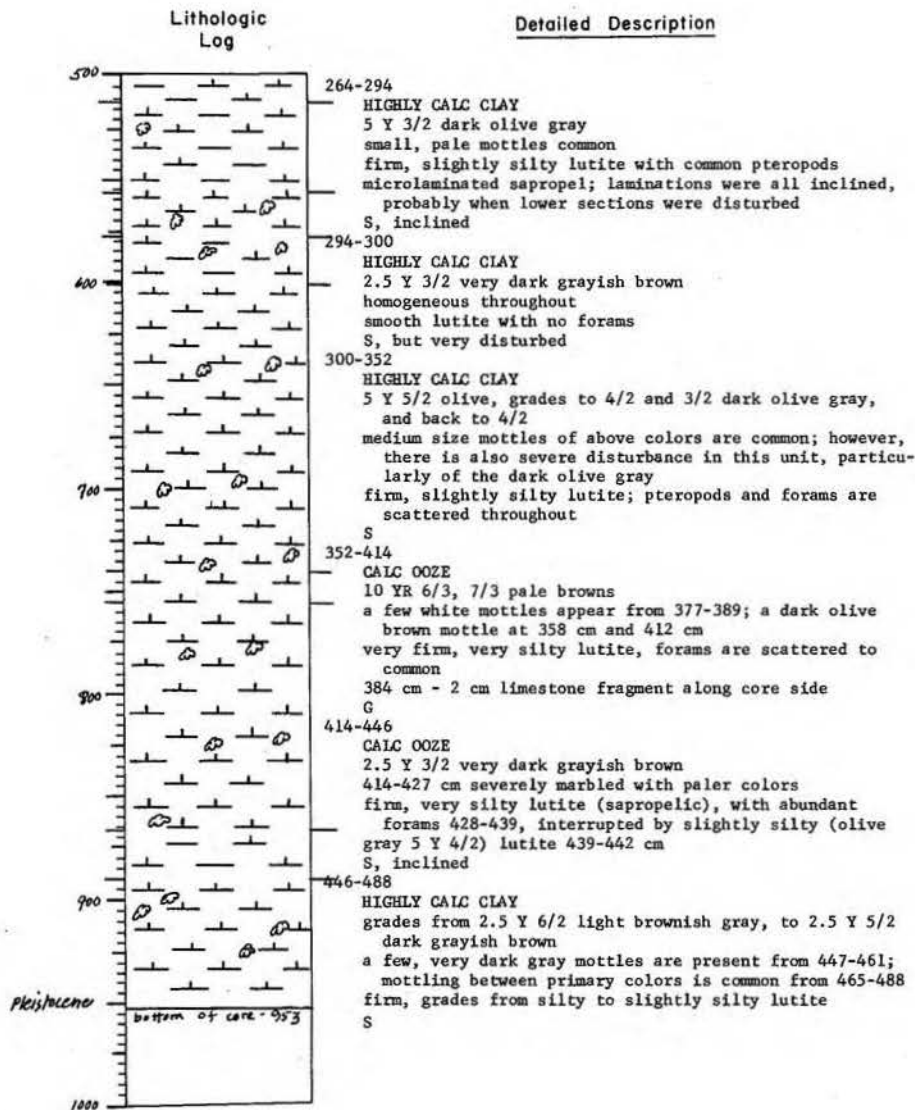 Lithologic
Log
Detailed Description
500
600
700
800
900
Pleistocene
bottom of core - 953
1000
264-294
HIGHLY CALC CLAY
5 Y 3/2 dark olive gray
small, pale mottles common
firm, slightly silty lutite with common pteropods
microlaminated sapropel; laminations were all inclined,
probably when lower sections were disturbed
S, inclined
294-300
HIGHLY CALC CLAY
2.5 Y 3/2 very dark grayish brown
homogeneous throughout
smooth lutite with no forams
S, but very disturbed
300-352
HIGHLY CALC CLAY
5 Y 5/2 olive, grades to 4/2 and 3/2 dark olive gray,
and back to 4/2
medium size mottles of above colors are common; however,
there is also severe disturbance in this unit, particu-
larly of the dark olive gray
firm, slightly silty lutite; pteropods and forams are
scattered throughout
S
352-414
CALC OOZE
10 YR 6/3, 7/3 pale browns
a few white mottles appear from 377-389; a dark olive
brown mottle at 358 cm and 412 cm
very firm, very silty lutite, forams are scattered to
common
384 cm - 2 cm limestone fragment along core side
G
414-446
CALC OOZE
2.5 Y 3/2 very dark grayish brown
414-427 cm severely marbled with paler colors
firm, very silty lutite (sapropelic), with abundant
forams 428-439, interrupted by slightly silty (olive
gray 5 Y 4/2) lutite 439-442 cm
S, inclined
446-488
HIGHLY CALC CLAY
grades from 2.5 Y 6/2 light brownish gray, to 2.5 Y 5/2
dark grayish brown
a few, very dark gray mottles are present from 447-461;
mottling between primary colors is common from 465-488
firm, grades from silty to slightly silty lutite
S